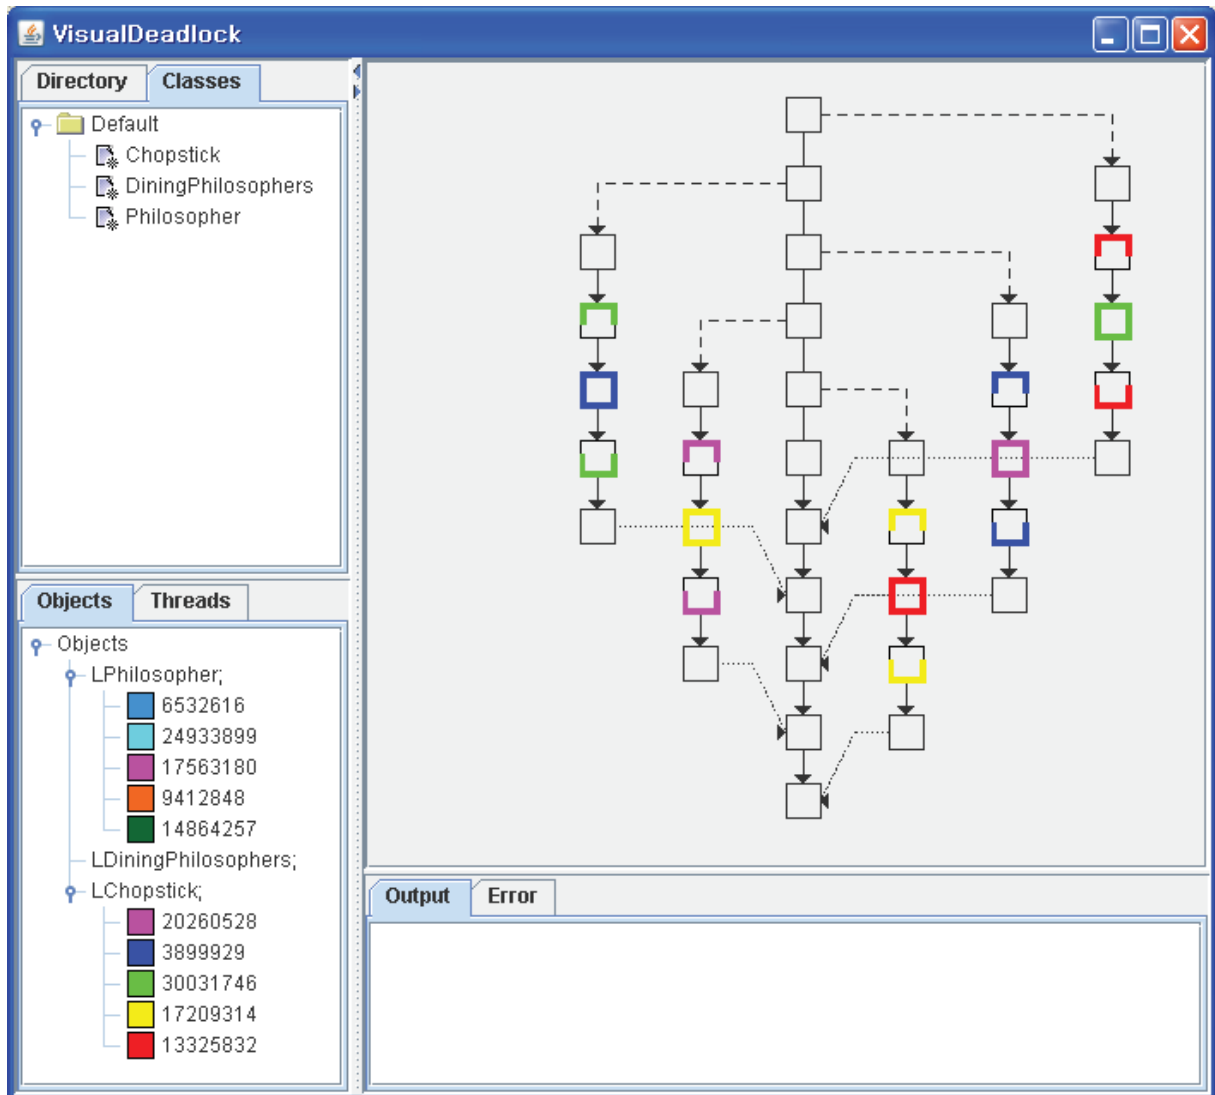 VisualDeadlock
Directory Classes
Default
Chopstick
DiningPhilosophers
Philosopher
Objects Threads
Objects
LPhilosopher;
6532616
24933899
17563180
9412848
14864257
LDiningPhilosophers;
LChopstick;
20260528
3899929
30031746
17209314
13325832
Output Error